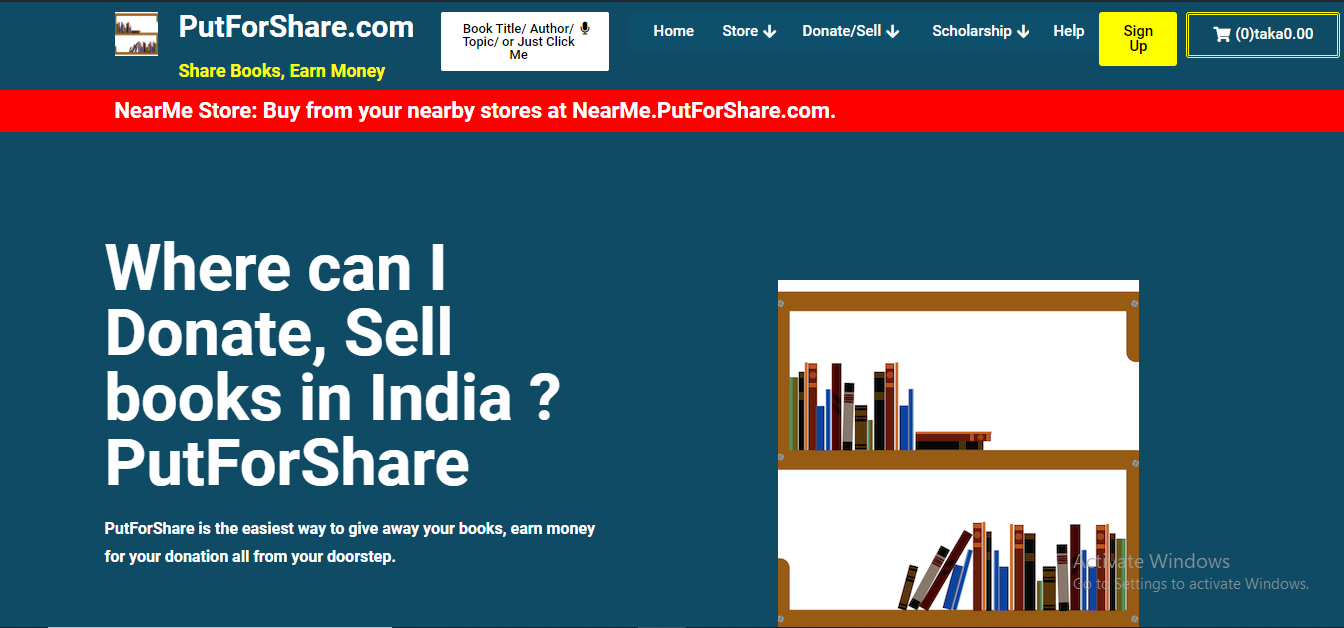 PutForShare.com
Share Books, Earn Money
Book Title/ Author/
Topic/ or Just Click
Me
Home
Store
Donate/Sell
Scholarship
Help
Sign
Up
(0)taka0.00
NearMe Store: Buy from your nearby stores at NearMe.PutForShare.com.
Where can I
Donate, Sell
books in India ?
PutForShare
PutForShare is the easiest way to give away your books, earn money
for your donation all from your doorstep.
Activate Windows
Go to Settings to activate Windows.